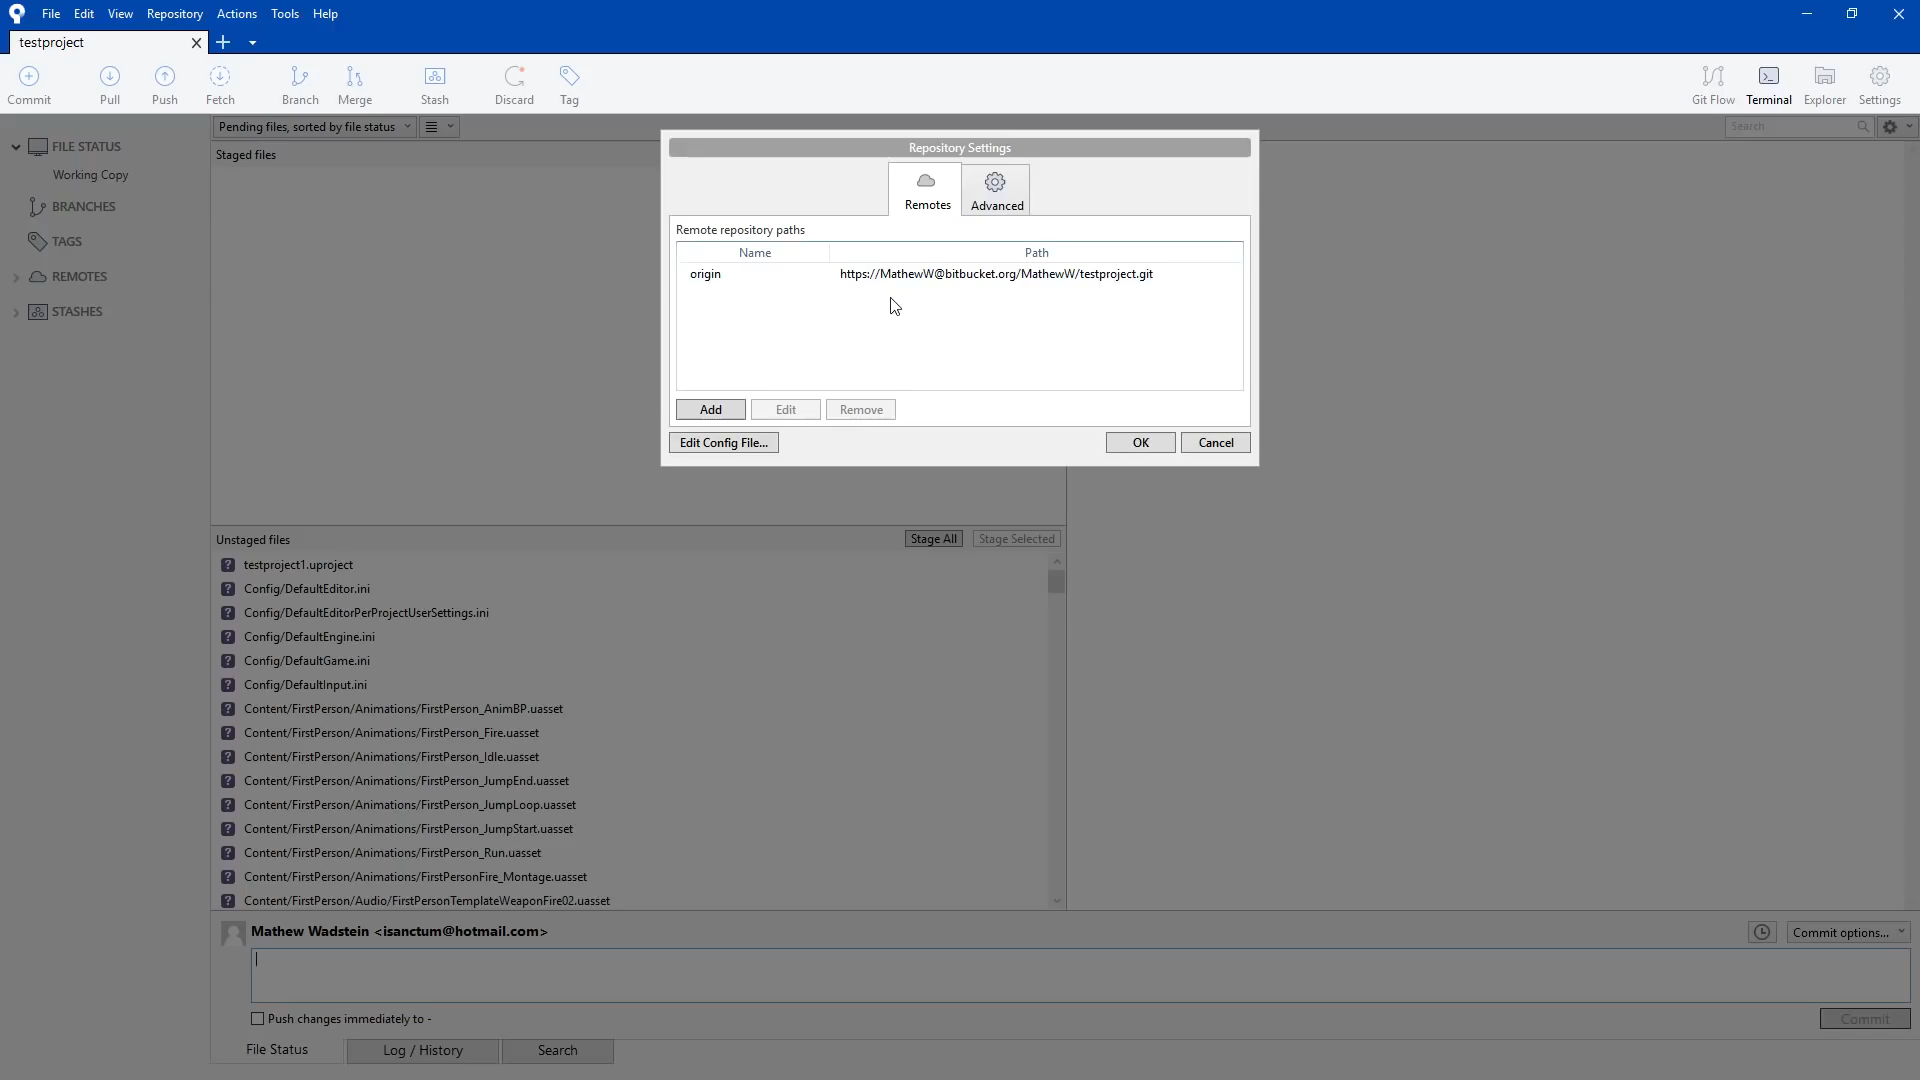 File Edit View Repository Actions Tools Help
testproject
Commit Pull Push Fetch Branch Merge Stash Discard Tag Git Flow Terminal Explorer Settings
Pending files, sorted by file status Search
FILE STATUS
Working Copy
BRANCHES
TAGS
REMOTES
STASHES
Staged files
Repository Settings
Remotes Advanced
Remote repository paths
Name Path
origin https://MathewW@bitbucket.org/MathewW/testproject.git
Add Edit Remove
Edit Config File... OK Cancel
Unstaged files Stage All Stage Selected
testproject1.uproject
Config/DefaultEditor.ini
Config/DefaultEditorPerProjectUserSettings.ini
Config/DefaultEngine.ini
Config/DefaultGame.ini
Config/DefaultInput.ini
Content/FirstPerson/Animations/FirstPerson_AnimBP.uasset
Content/FirstPerson/Animations/FirstPerson_Fire.uasset
Content/FirstPerson/Animations/FirstPerson_Idle.uasset
Content/FirstPerson/Animations/FirstPerson_JumpEnd.uasset
Content/FirstPerson/Animations/FirstPerson_JumpLoop.uasset
Content/FirstPerson/Animations/FirstPerson_JumpStart.uasset
Content/FirstPerson/Animations/FirstPerson_Run.uasset
Content/FirstPerson/Animations/FirstPersonFire_Montage.uasset
Content/FirstPerson/Audio/FirstPersonTemplateWeaponFire02.uasset
Mathew Wadstein <isanctum@hotmail.com> Commit options...
Push changes immediately to - Commit
File Status Log / History Search